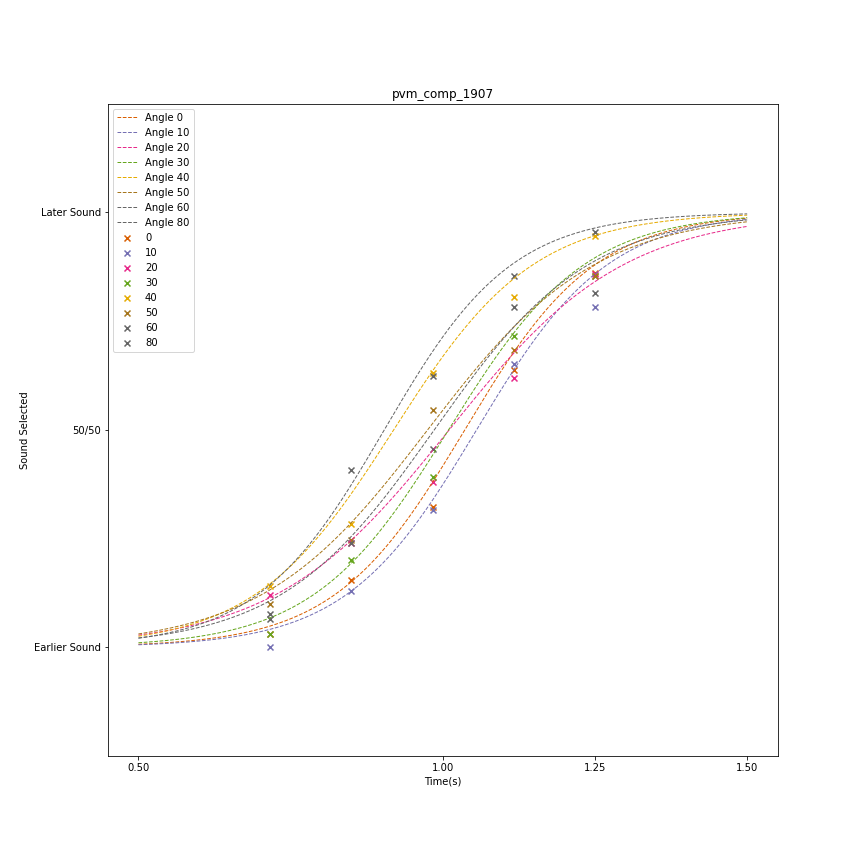 pvm_comp_1907
Angle 0
Angle 10
Angle 20
Angle 30
Angle 40
Angle 50
Angle 60
Angle 80
0
10
20
30
40
50
60
80
Later Sound
50/50
Earlier Sound
Sound Selected
0.50
1.00
1.25
1.50
Time(s)